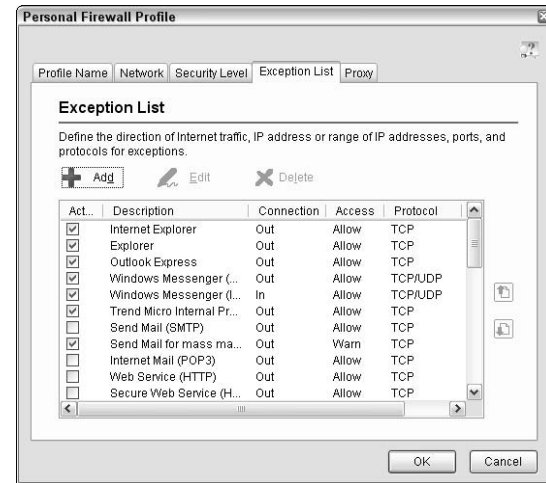 Personal Firewall Profile
Profile Name Network Security Level Exception List Proxy
Exception List
Define the direction of Internet traffic, IP address or range of IP addresses, ports, and
protocols for exceptions.
Add Edit Delete
Act... Description Connection Access Protocol
Internet Explorer Out Allow TCP
Explorer Out Allow TCP
Outlook Express Out Allow TCP
Windows Messenger (... Out Allow TCP/UDP
Windows Messenger (I... In Allow TCP/UDP
Trend Micro Internal Pr... Out Allow TCP
Send Mail (SMTP) Out Allow TCP
Send Mail for mass ma... Out Warn TCP
Internet Mail (POP3) Out Allow TCP
Web Service (HTTP) Out Allow TCP
Secure Web Service (H... Out Allow TCP
OK Cancel